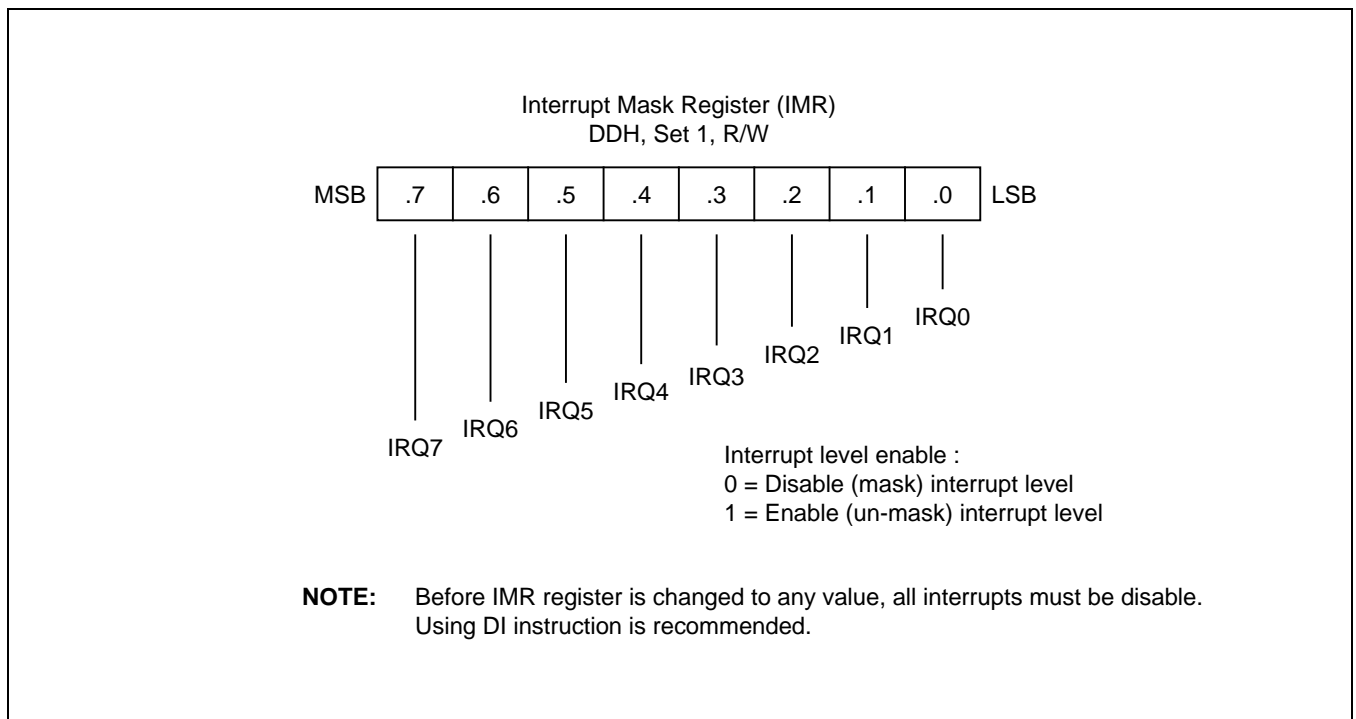 Interrupt Mask Register (IMR)
DDH, Set 1, R/W
MSB .7 .6 .5 .4 .3 .2 .1 .0 LSB
IRQ7 IRQ6 IRQ5 IRQ4 IRQ3 IRQ2 IRQ1 IRQ0
Interrupt level enable :
0 = Disable (mask) interrupt level
1 = Enable (un-mask) interrupt level
NOTE: Before IMR register is changed to any value, all interrupts must be disable.
Using DI instruction is recommended.